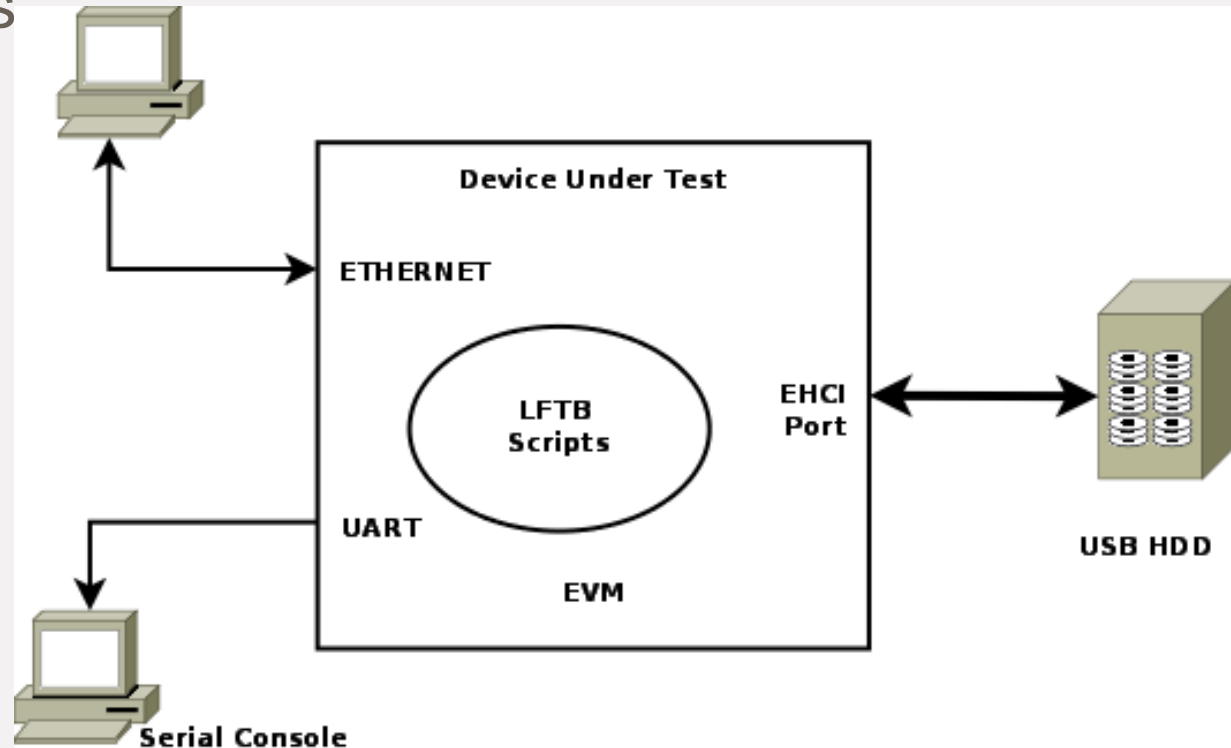 s
Device Under Test
ETHERNET
LFTB
Scripts
EHCI
Port
UART
USB HDD
EVM
Serial Console